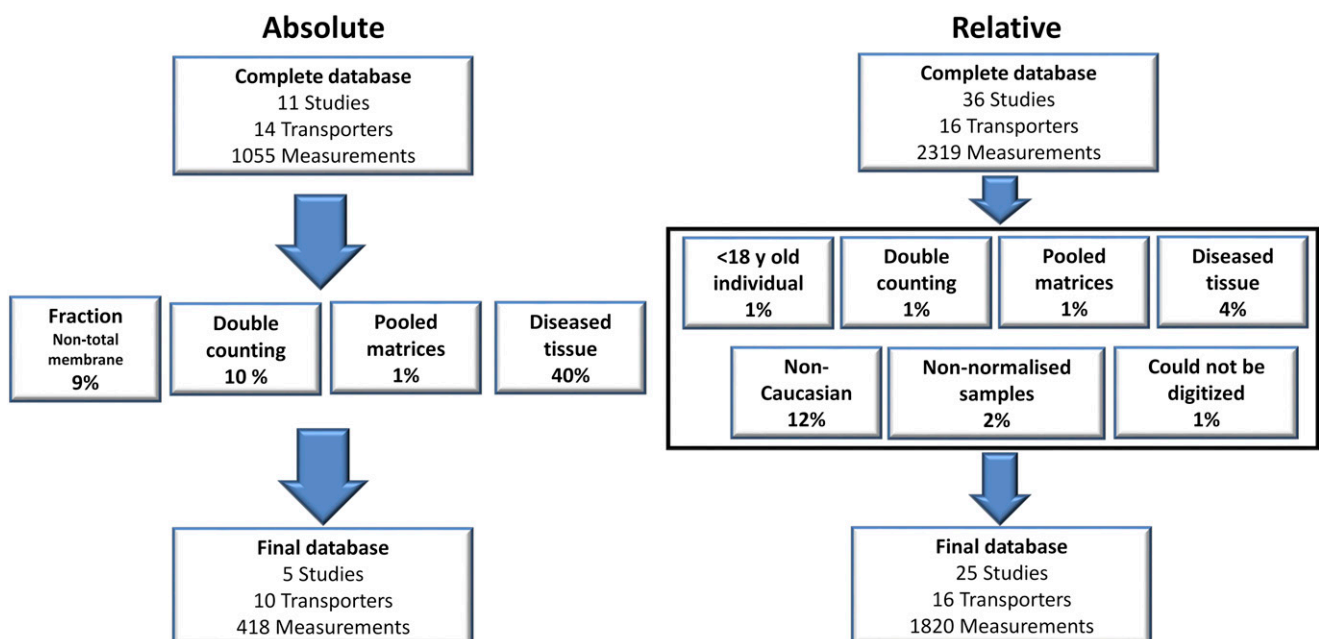 Absolute
Complete database
11 Studies
14 Transporters
1055 Measurements
Fraction
Non-total
membrane
9%
Double
counting
10 %
Pooled
matrices
1%
Diseased
tissue
40%
Final database
5 Studies
10 Transporters
418 Measurements
Relative
Complete database
36 Studies
16 Transporters
2319 Measurements
<18 y old
individual
1%
Double
counting
1%
Pooled
matrices
1%
Diseased
tissue
4%
Non-
Caucasian
12%
Non-normalised
samples
2%
Could not be
digitized
1%
Final database
25 Studies
16 Transporters
1820 Measurements